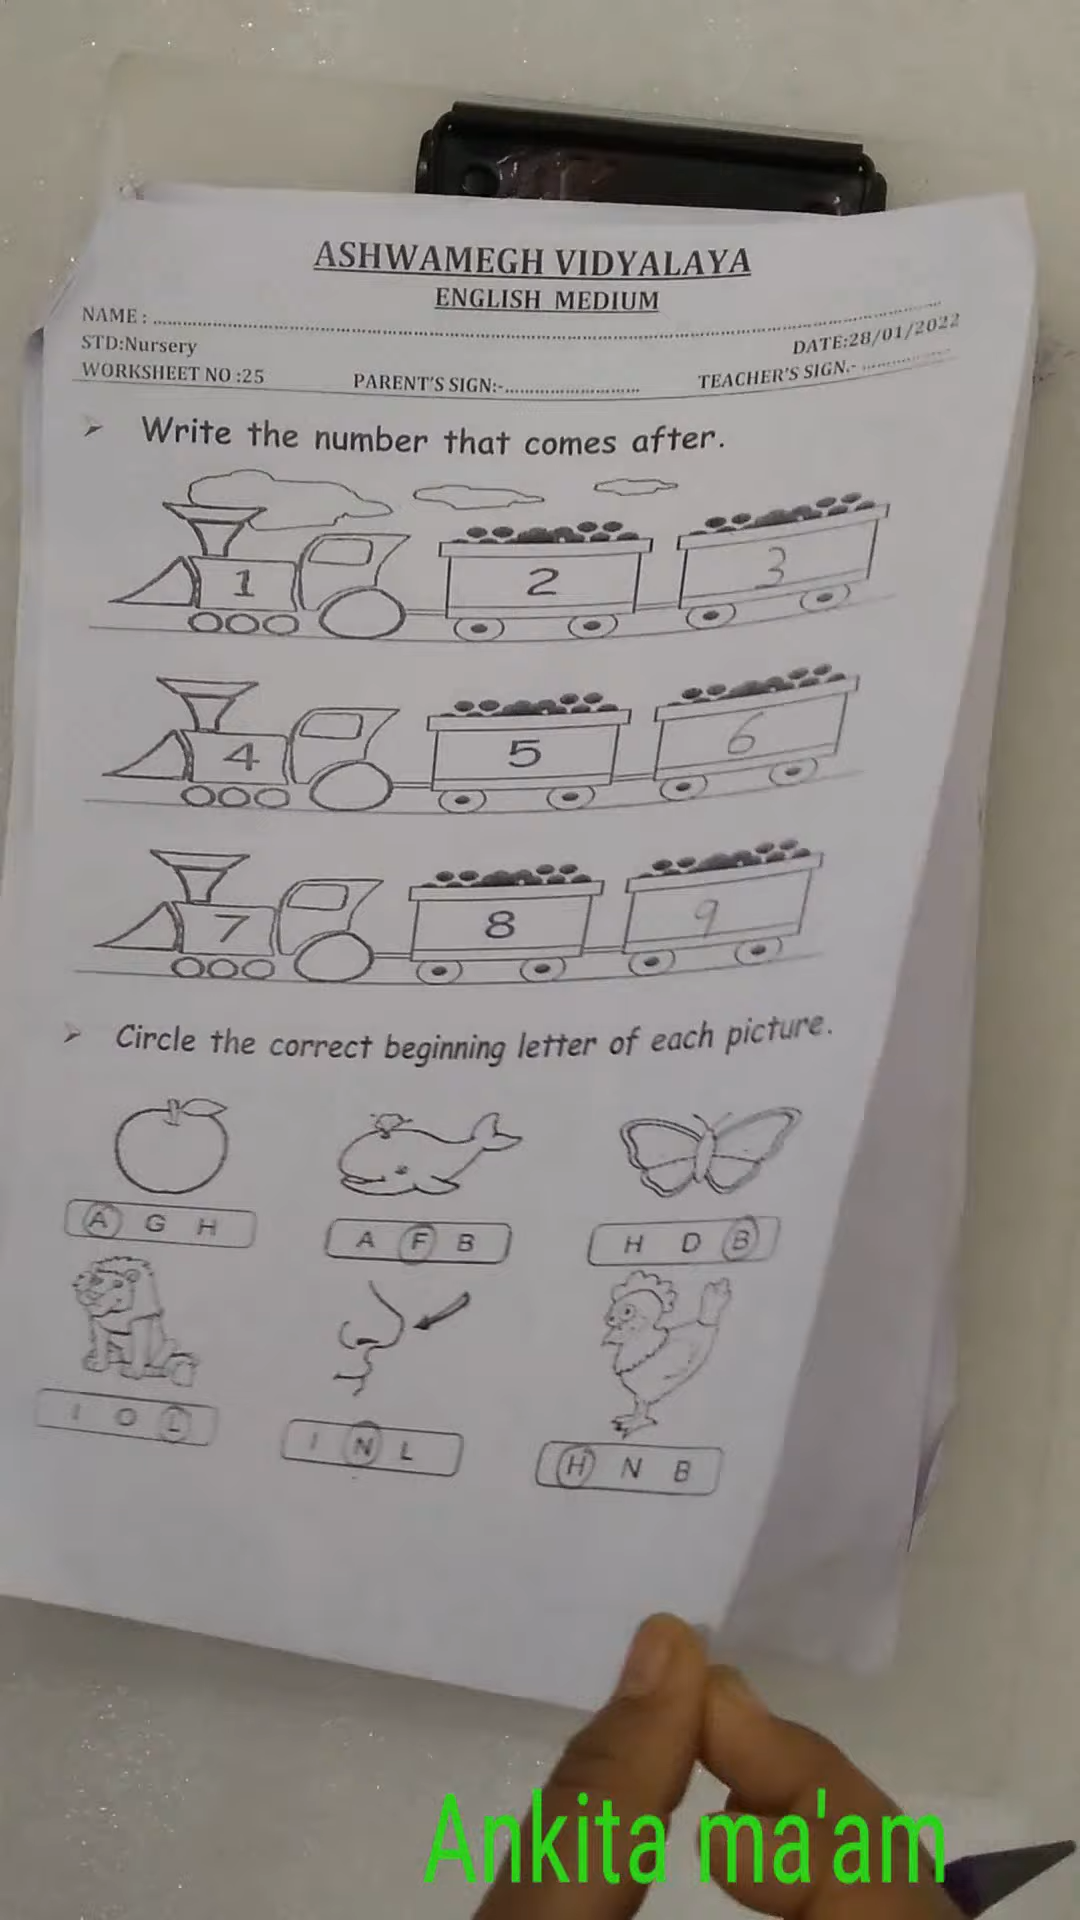 ASHWAMEGH VIDYALAYA
ENGLISH MEDIUM
NAME : ..............................
STD:Nursery DATE:28/01/2022
WORKSHEET NO :25 PARENT'S SIGN:-.............................. TEACHER'S SIGN.- ..................
➢ Write the number that comes after.
1 2 3
4 5 6
7 8 9
➢ Circle the correct beginning letter of each picture.
A G H A F B H D B
I O L I N L H N B
Ankita ma'am